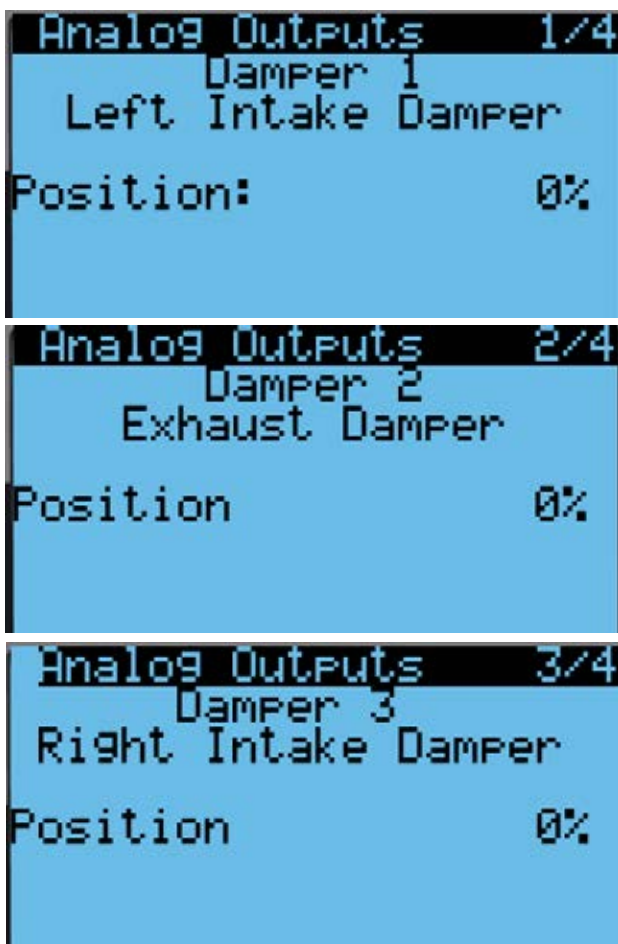 Analog Outputs 1/4
Damper 1
Left Intake Damper
Position: 0%
Analog Outputs 2/4
Damper 2
Exhaust Damper
Position 0%
Analog Outputs 3/4
Damper 3
Right Intake Damper
Position 0%